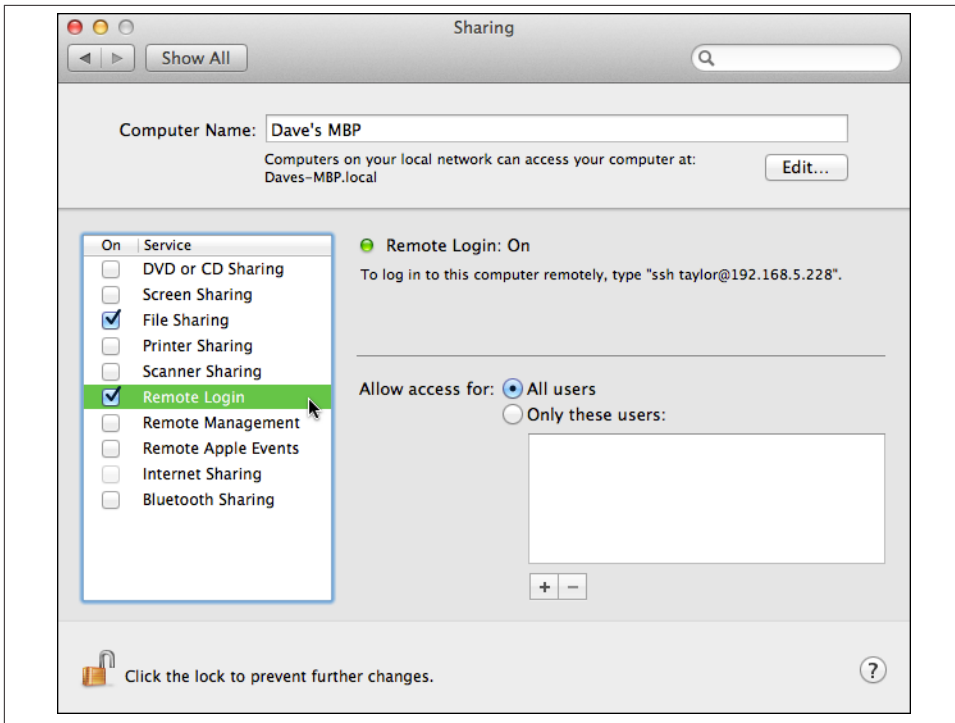 Sharing
Show All
Computer Name: Dave's MBP
Computers on your local network can access your computer at:
Daves-MBP.local
Edit...
On Service
DVD or CD Sharing
Screen Sharing
File Sharing
Printer Sharing
Scanner Sharing
Remote Login
Remote Management
Remote Apple Events
Internet Sharing
Bluetooth Sharing
Remote Login: On
To log in to this computer remotely, type "ssh taylor@192.168.5.228".
Allow access for: All users
Only these users:
+ −
Click the lock to prevent further changes.
?